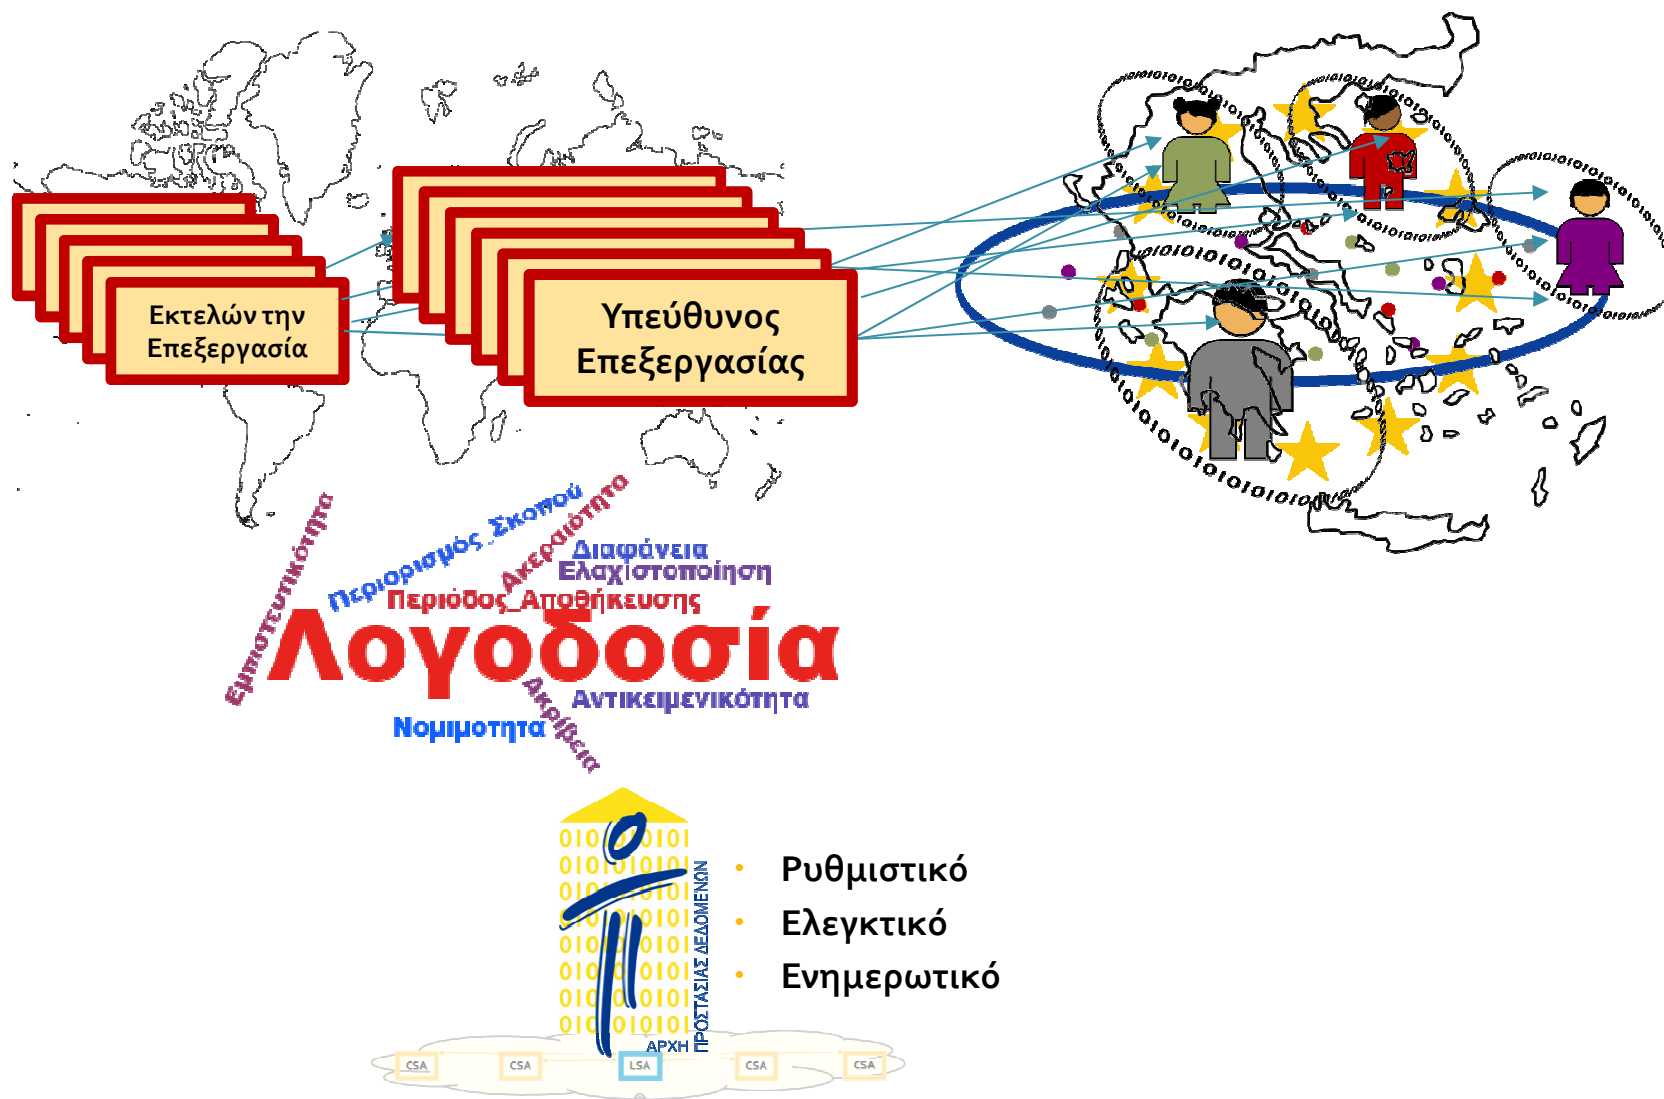 Εκτελών την
Επεξεργασία
Υπεύθυνος
Επεξεργασίας
Εμπιστευτικότητα
Περιορισμός_Σκοπού
Ακεραιότητα
Διαφάνεια
Ελαχιστοποίηση
Περιόδος_Αποθήκευσης
Λογοδοσία
Ακρίβεια
Αντικειμενικότητα
Νομιμοτητα
ΑΡΧΗ
ΠΡΟΣΤΑΣΙΑΣ ΔΕΔΟΜΕΝΩΝ
• Ρυθμιστικό
• Ελεγκτικό
• Ενημερωτικό
CSA CSA LSA CSA CSA